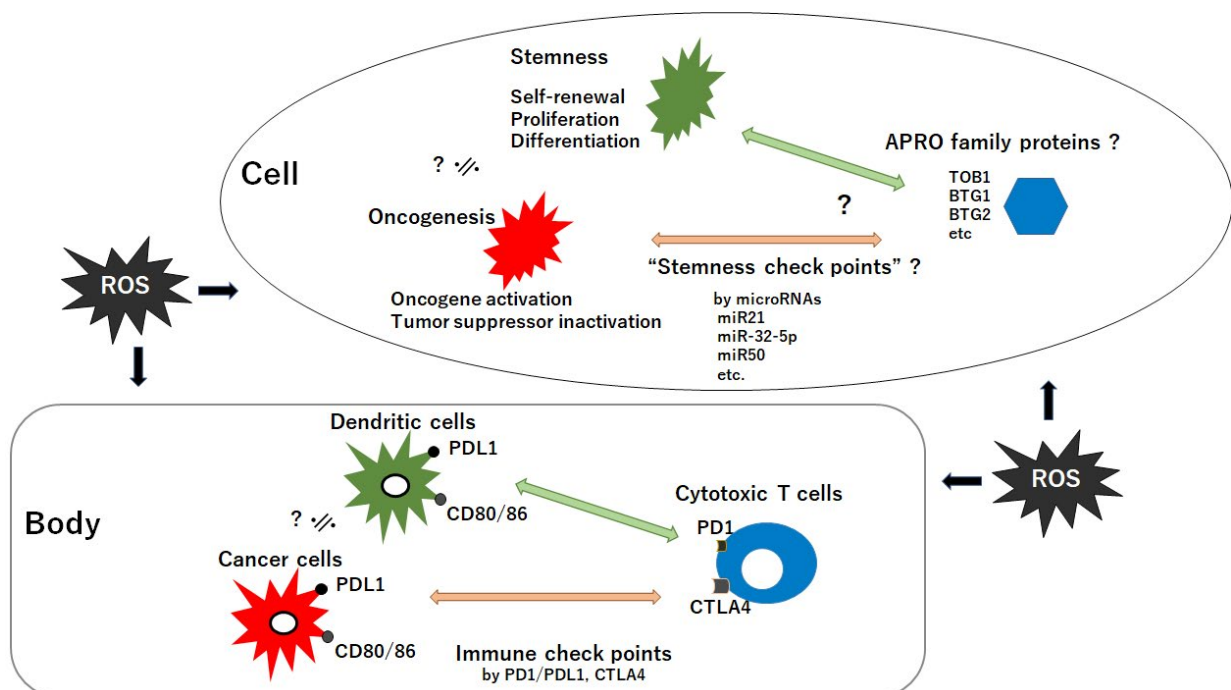 Stemness
Self-renewal
Proliferation
Differentiation
APRO family proteins ?
TOB1
BTG1
BTG2
etc
Cell
?
?
Oncogenesis
“Stemness check points” ?
Oncogene activation
Tumor suppressor inactivation
by microRNAs
miR21
miR-32-5p
miR50
etc.
ROS
ROS
Body
Dendritic cells
PDL1
CD80/86
?
Cytotoxic T cells
PD1
CTLA4
Cancer cells
PDL1
CD80/86
Immune check points
by PD1/PDL1, CTLA4